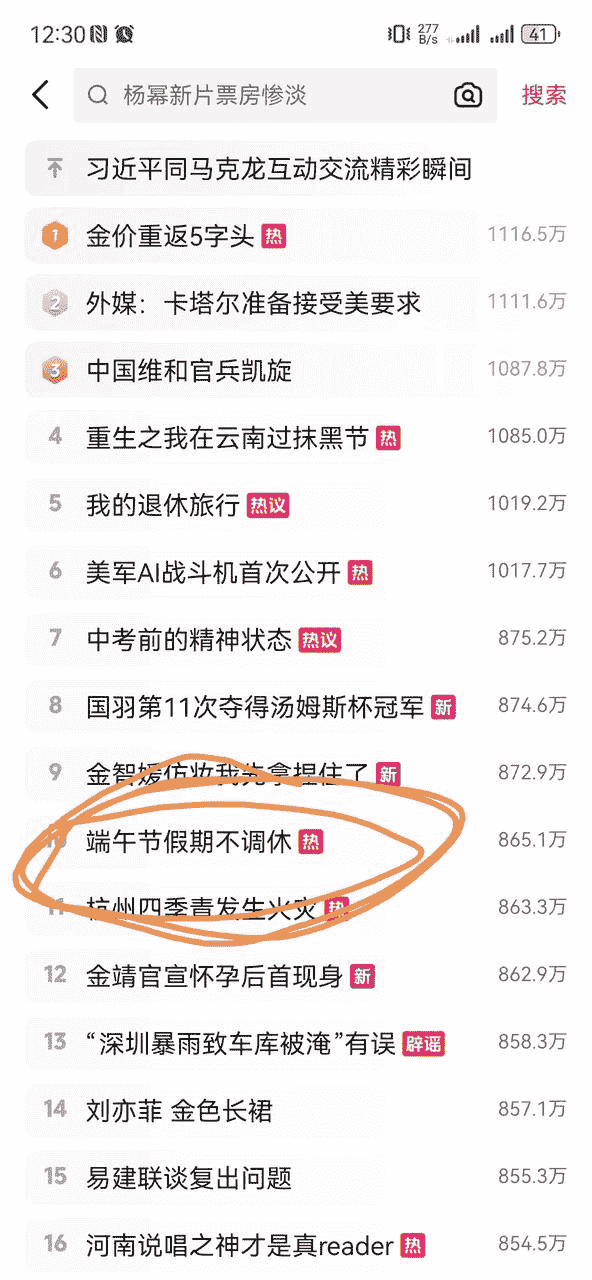 12:30 277 B/s 41
杨幂新片票房惨淡 搜索
习近平同马克龙互动交流精彩瞬间
1 金价重返5字头 热 1116.5万
2 外媒：卡塔尔准备接受美要求 1111.6万
3 中国维和官兵凯旋 1087.8万
4 重生之我在云南过抹黑节 热 1085.0万
5 我的退休旅行 热议 1019.2万
6 美军AI战斗机首次公开 热 1017.7万
7 中考前的精神状态 热议 875.2万
8 国羽第11次夺得汤姆斯杯冠军 新 874.6万
9 金智媛仿妆我先拿捏住了 新 872.9万
10 端午节假期不调休 热 865.1万
11 杭州四季青发生火灾 热 863.3万
12 金靖官宣怀孕后首现身 新 862.9万
13 “深圳暴雨致车库被淹”有误 辟谣 858.3万
14 刘亦菲 金色长裙 857.1万
15 易建联谈复出问题 855.3万
16 河南说唱之神才是真reader 热 854.5万